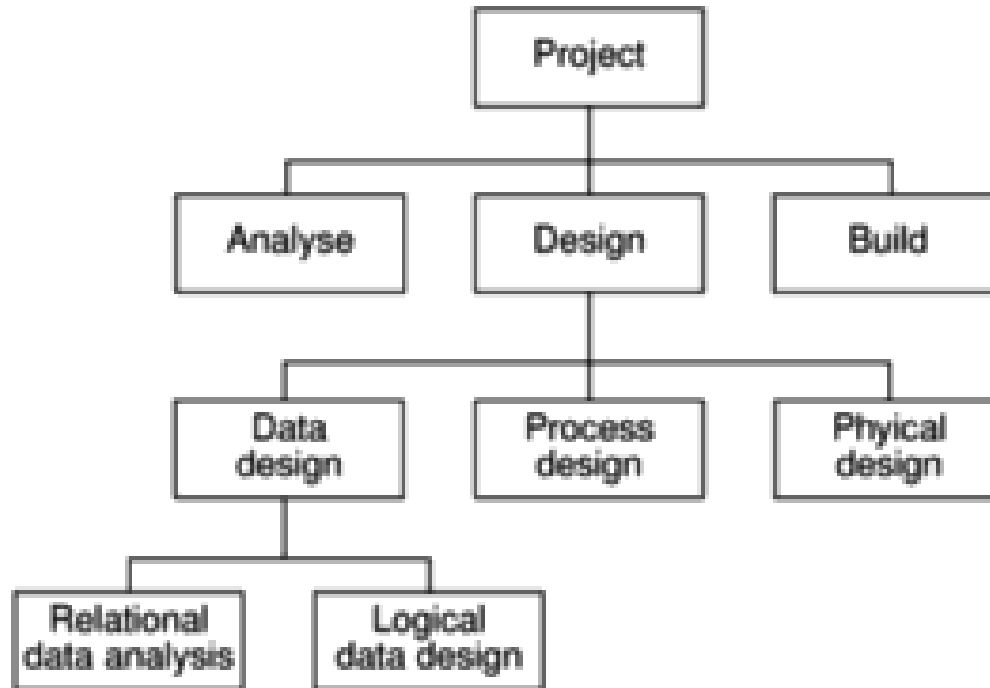 Project
Analyse
Design
Build
Data
design
Process
design
Phyical
design
Relational
data analysis
Logical
data design